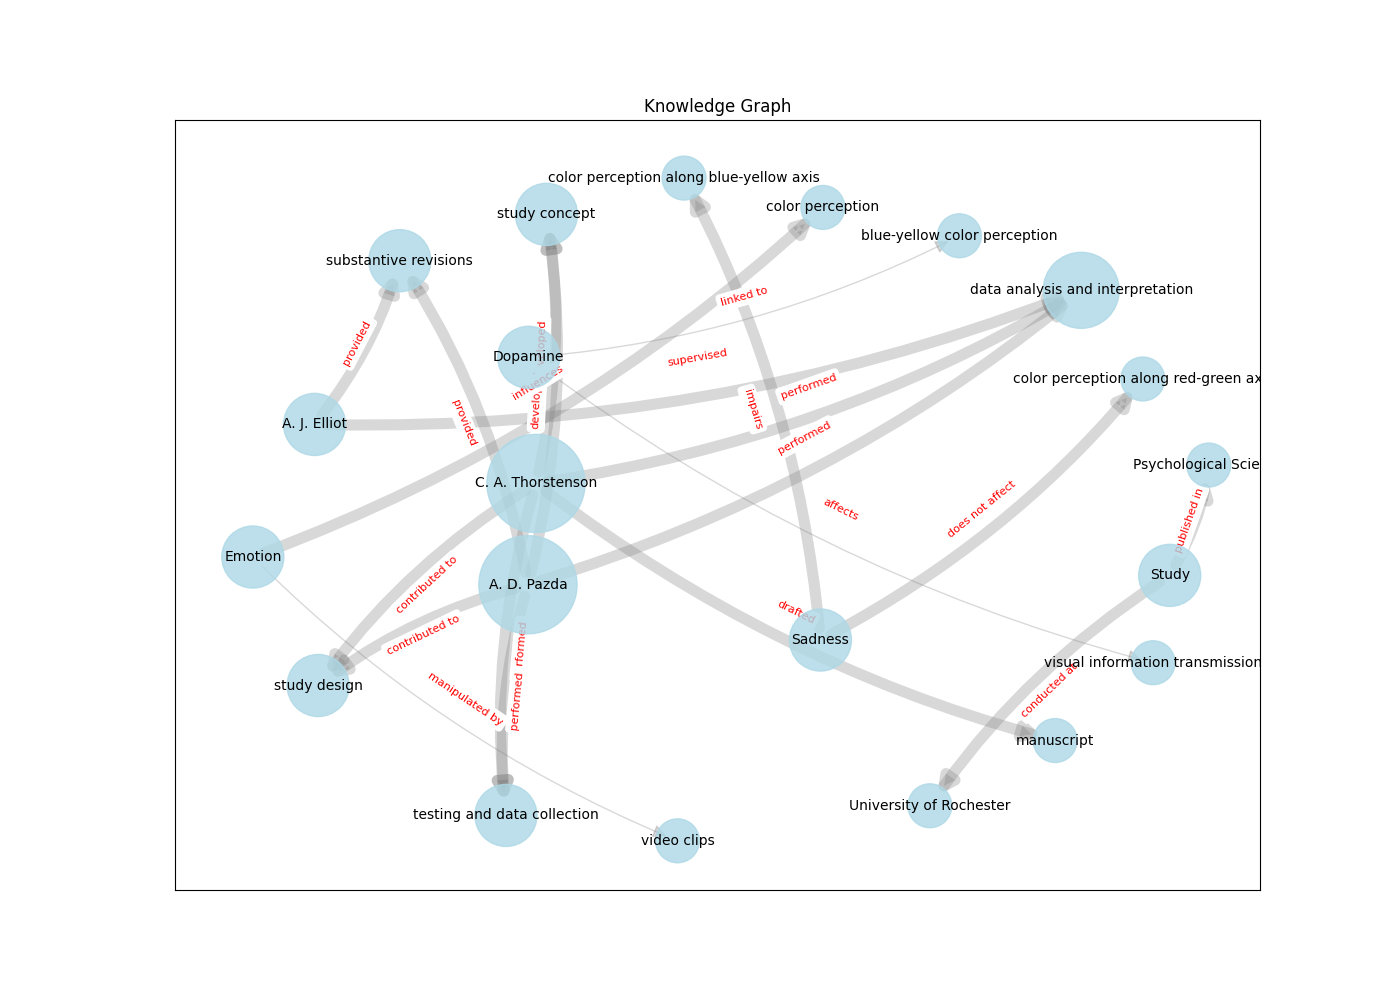 Knowledge Graph
color perception along blue-yellow axis
color perception
study concept
blue-yellow color perception
substantive revisions
data analysis and interpretation
linked to
provided
supervised
Dopamine
influences
performed
color perception along red-green ax
impairs
provided
A. J. Elliot
performed
Psychological Scie
C. A. Thorstenson
affects
does not affect
published in
Emotion
Study
contributed to
A. D. Pazda
drafted
contributed to
Sadness
visual information transmission
study design
conducted at
manipulated by
performed
manuscript
University of Rochester
testing and data collection
video clips